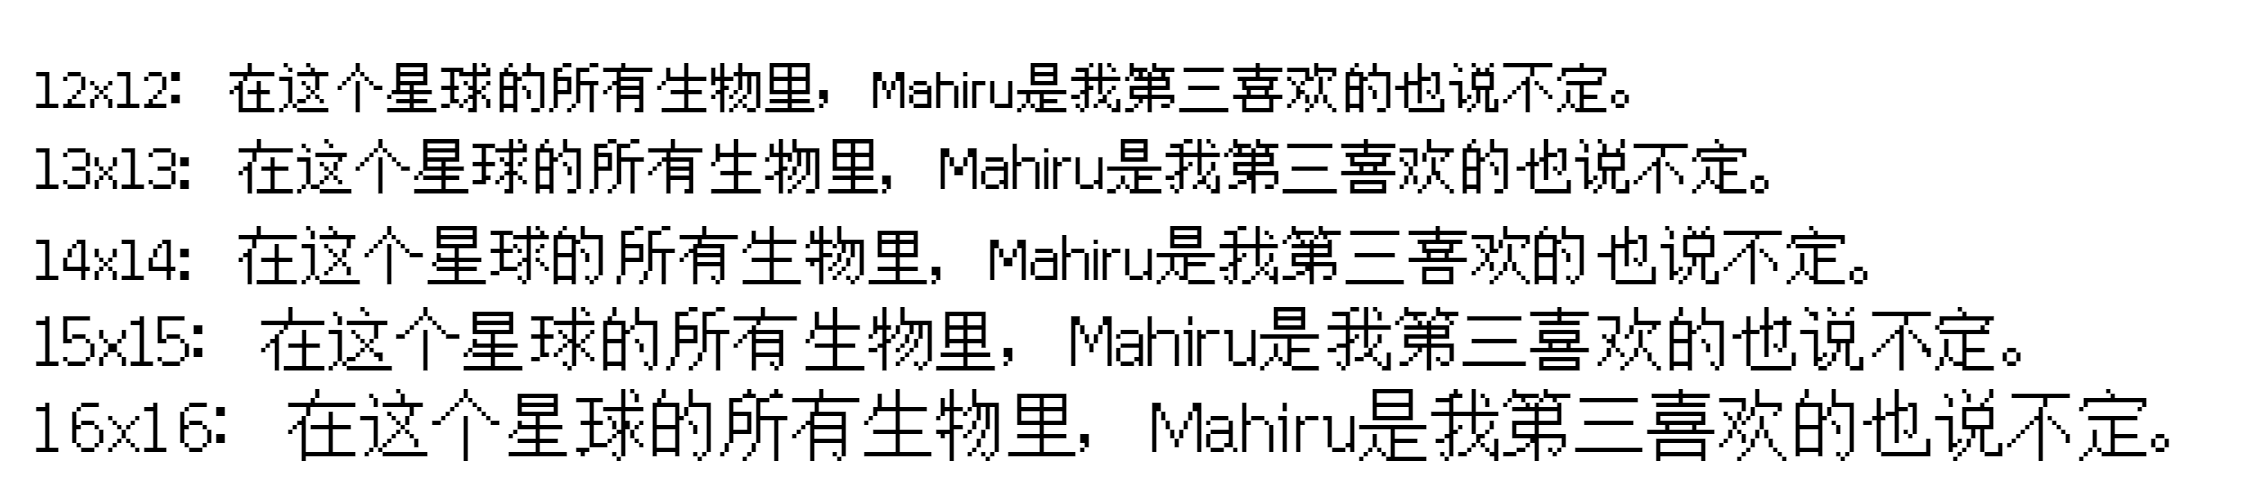 12x12: 在这个星球的所有生物里，Mahiru是我第三喜欢的也说不定。
13x13: 在这个星球的所有生物里，Mahiru是我第三喜欢的也说不定。
14x14: 在这个星球的所有生物里，Mahiru是我第三喜欢的也说不定。
15x15: 在这个星球的所有生物里，Mahiru是我第三喜欢的也说不定。
16x16: 在这个星球的所有生物里，Mahiru是我第三喜欢的也说不定。